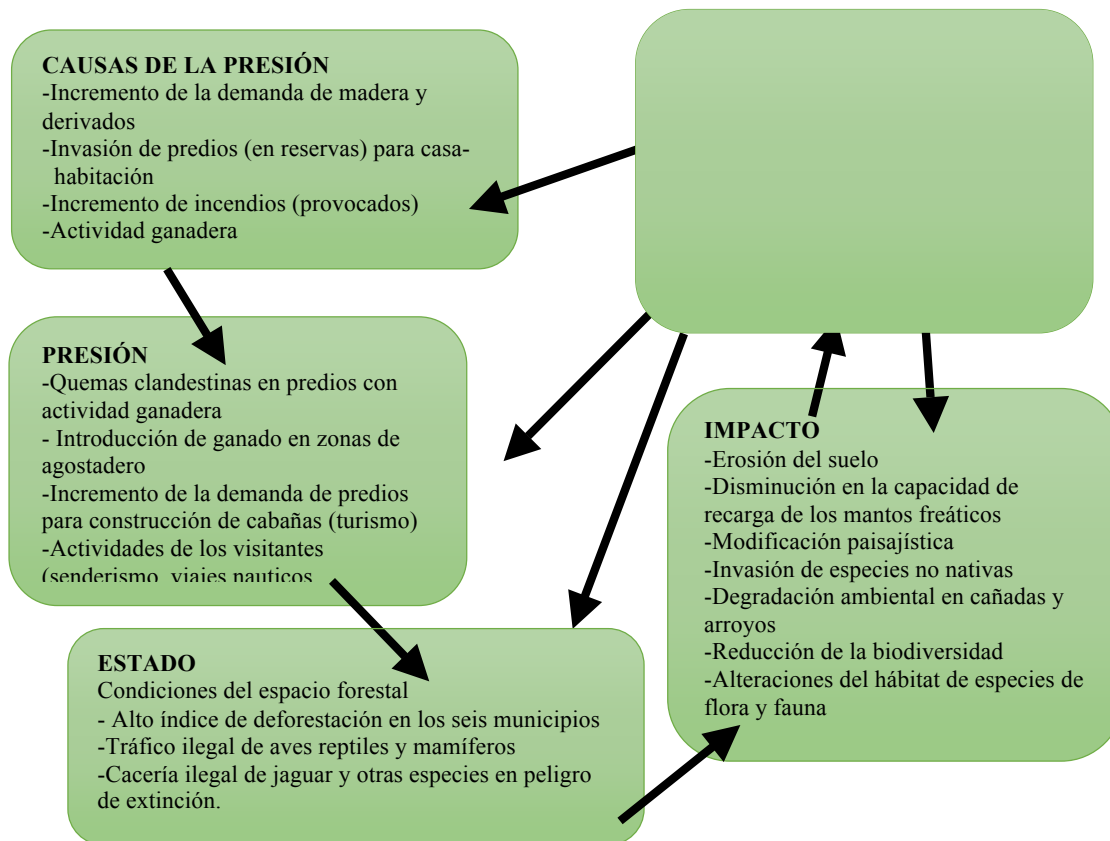 CAUSAS DE LA PRESIÓN
-Incremento de la demanda de madera y
derivados
-Invasión de predios (en reservas) para casa-
habitación
-Incremento de incendios (provocados)
-Actividad ganadera
PRESIÓN
-Quemas clandestinas en predios con
actividad ganadera
- Introducción de ganado en zonas de
agostadero
-Incremento de la demanda de predios
para construcción de cabañas (turismo)
-Actividades de los visitantes
(senderismo, viajes nauticos
ESTADO
Condiciones del espacio forestal
- Alto índice de deforestación en los seis municipios
-Tráfico ilegal de aves reptiles y mamíferos
-Cacería ilegal de jaguar y otras especies en peligro
de extinción.
IMPACTO
-Erosión del suelo
-Disminución en la capacidad de
recarga de los mantos freáticos
-Modificación paisajística
-Invasión de especies no nativas
-Degradación ambiental en cañadas y
arroyos
-Reducción de la biodiversidad
-Alteraciones del hábitat de especies de
flora y fauna